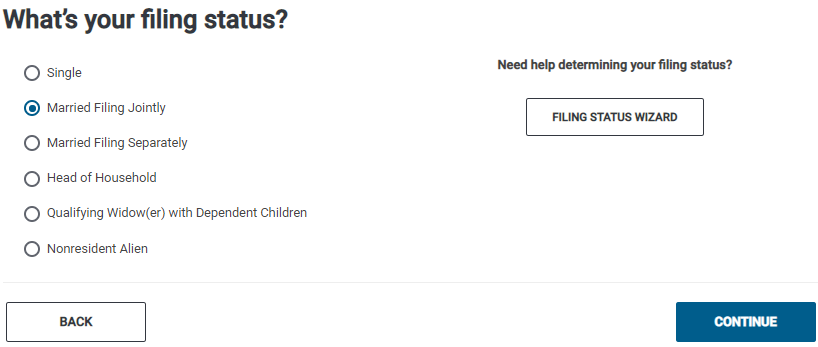 What’s your filing status?
Single
Married Filing Jointly
Married Filing Separately
Head of Household
Qualifying Widow(er) with Dependent Children
Nonresident Alien
Need help determining your filing status?
FILING STATUS WIZARD
BACK
CONTINUE